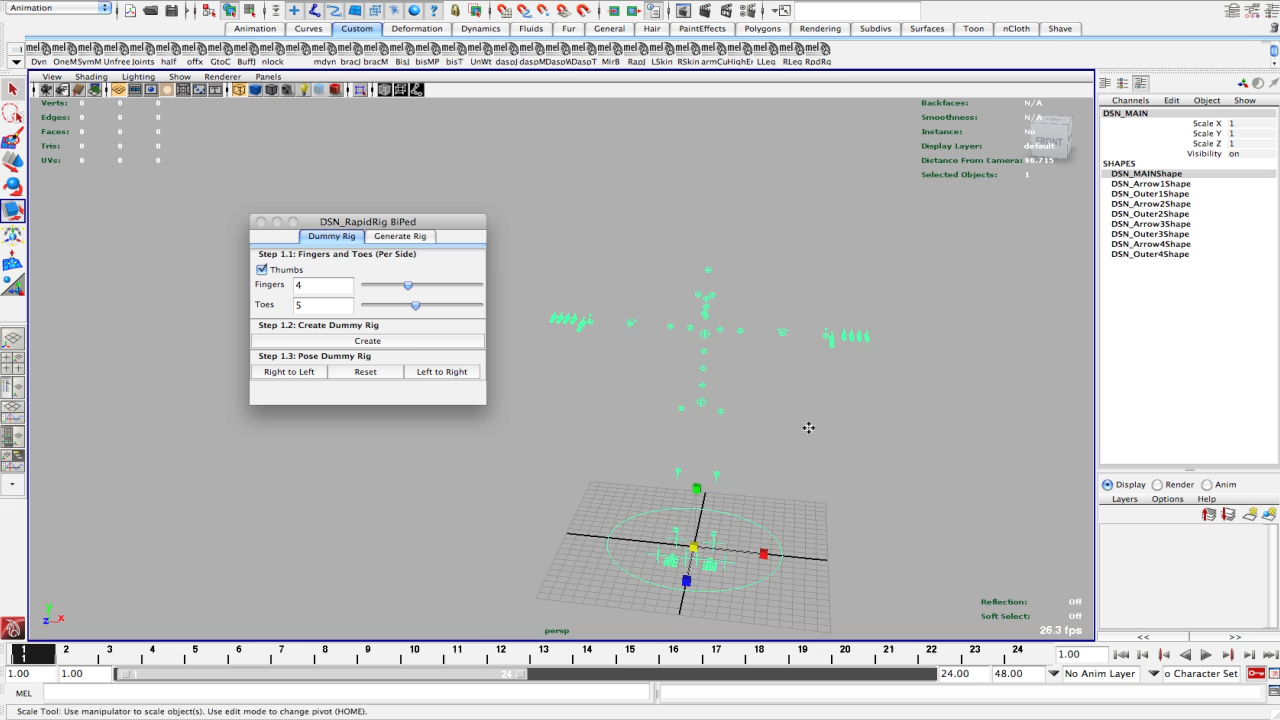 Animation
Animation Curves Custom Deformation Dynamics Fluids Fur General Hair PaintEffects Polygons Rendering Subdivs Surfaces Toon nCloth Shave
Dyn OneM SymM Unfree Joints half offx GtoC Buff nlock mdyn bracJ bracM BisJ bisMP bisT UnWt daspJ
MirB RapJ LSkin RSkin LLeq RLeq RapRig RpdRq
View Shading Lighting Show Renderer Panels
Verts: 0 0 0
Edges: 0 0 0
Faces: 0 0 0
Tris: 0 0 0
UVs: 0 0 0
Backfaces: N/A
Smoothness: N/A
Instance: No
Display Layer: default
Distance From Camera: 90.715
Selected Objects: 1
FRONT
DSN_RapidRig BiPed
Dummy Rig Generate Rig
Step 1.1: Fingers and Toes (Per Side)
Thumbs
Fingers 4
Toes 5
Step 1.2: Create Dummy Rig
Create
Step 1.3: Pose Dummy Rig
Right to Left Reset Left to Right
Channels Edit Object Show
DSN_MAIN
Scale X 1
Scale Y 1
Scale Z 1
Visibility on
SHAPES
DSN_MAINShape
DSN_Arrow1Shape
DSN_Outer1Shape
DSN_Arrow2Shape
DSN_Outer2Shape
DSN_Arrow3Shape
DSN_Outer3Shape
DSN_Arrow4Shape
DSN_Outer4Shape
Display Render Anim
Layers Options Help
<< >>
Reflection: Off
Soft Select: Off
26.3 fps
persp
y
z x
1 2 3 4 5 6 7 8 9 10 11 12 13 14 15 16 17 18 19 20 21 22 23 24
1
1.00
1.00 1.00 1 24 24.00 48.00 No Anim Layer o Character Set
MEL
Scale Tool: Use manipulator to scale object(s). Use edit mode to change pivot (HOME).